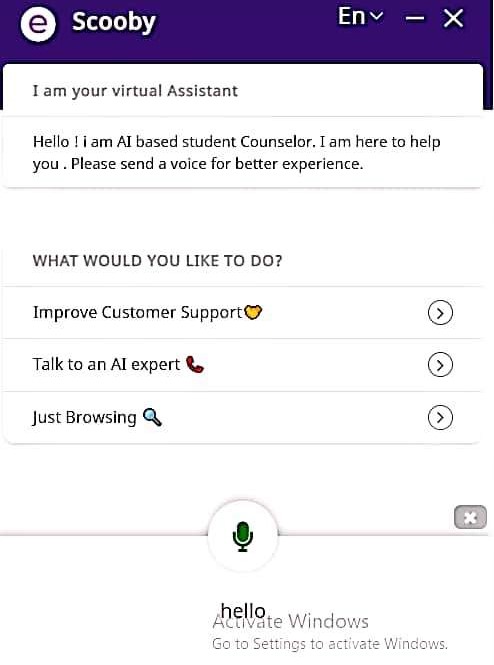 e Scooby En
I am your virtual Assistant
Hello ! i am AI based student Counselor. I am here to help
you . Please send a voice for better experience.
WHAT WOULD YOU LIKE TO DO?
Improve Customer Support💛
Talk to an AI expert 📞
Just Browsing 🔍
hello
Activate Windows
Go to Settings to activate Windows.